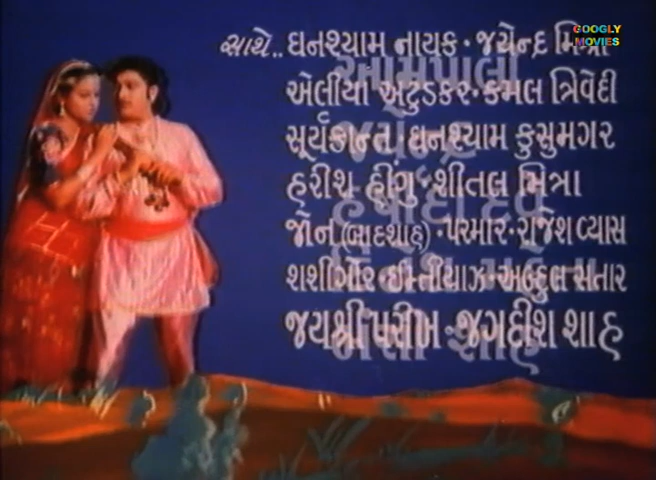 GOOGLY
MOVIES
સાથે.. ઘનશ્યામ નાયક · જયેન્દ્ર મિશ્રા
એલીયા અટુડકર · કમલ ત્રિવેદી
સૂર્યકાન્ત ઘનશ્યામ કુસુમગર
હરીશ હીંગુ · શીતલ મિત્રા
જોન (બાદશાહ) · પરમાર · રાજેશ વ્યાસ
શશીગૌર · ઈમ્તીયાઝ · અબ્દુલ સતાર
જયશ્રી પરીખ · જગદીશ શાહ